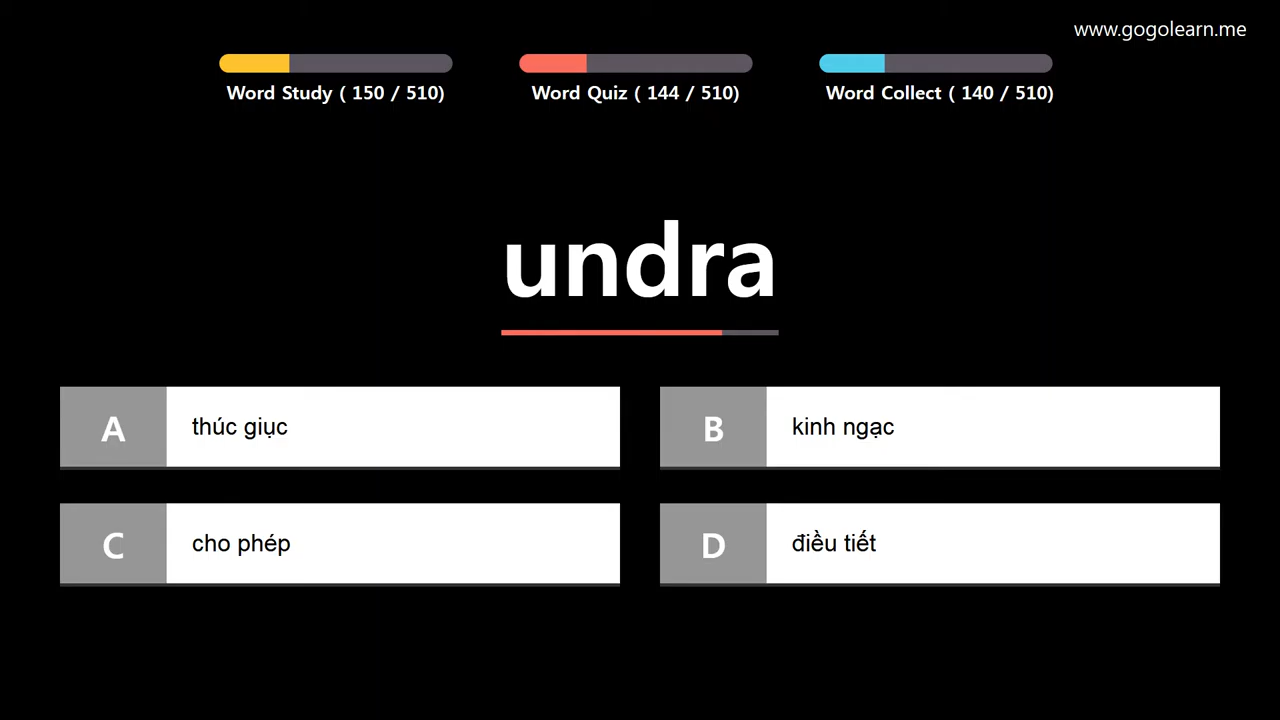 www.gogolearn.me
Word Study ( 150 / 510)
Word Quiz ( 144 / 510)
Word Collect ( 140 / 510)
undra
A
thúc giục
B
kinh ngạc
C
cho phép
D
điều tiết